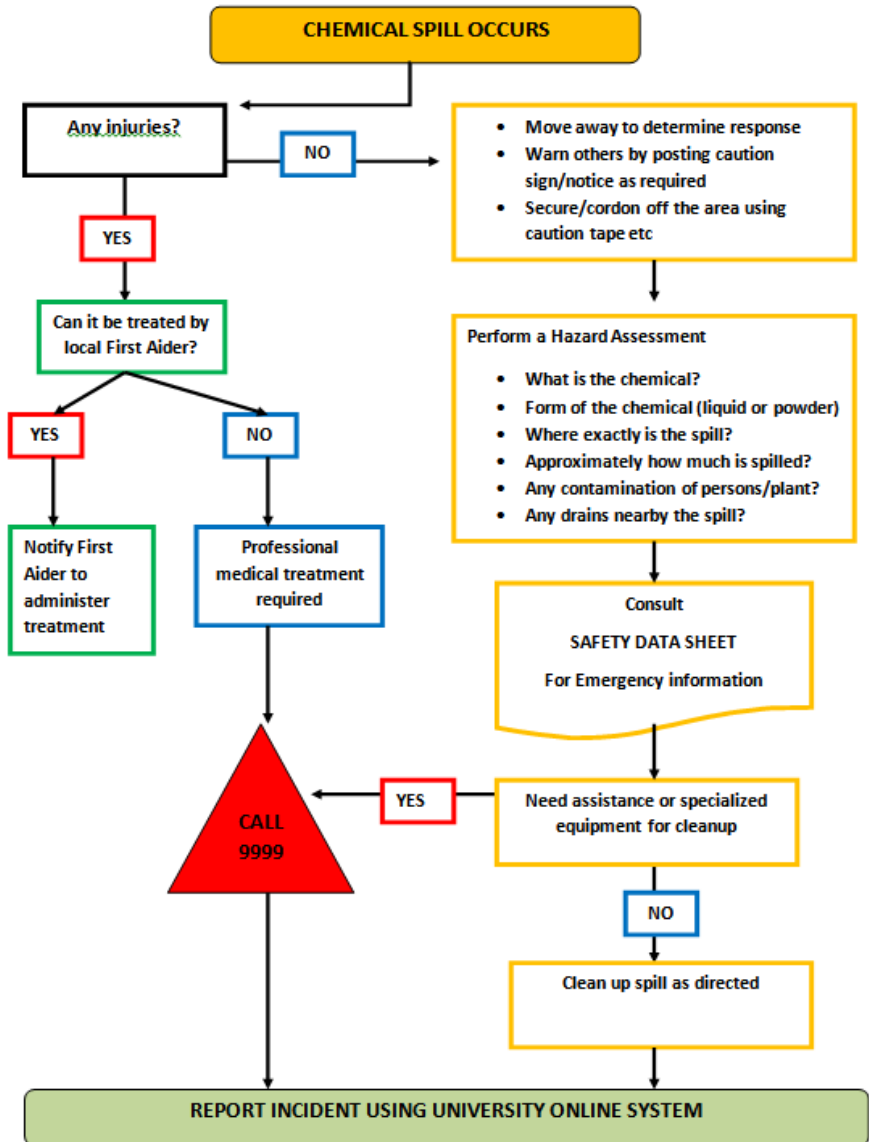 CHEMICAL SPILL OCCURS
Any injuries?
NO
• Move away to determine response
• Warn others by posting caution
sign/notice as required
• Secure/cordon off the area using
caution tape etc
YES
Can it be treated by
local First Aider?
YES
NO
Notify First
Aider to
administer
treatment
Professional
medical treatment
required
Perform a Hazard Assessment
• What is the chemical?
• Form of the chemical (liquid or powder)
• Where exactly is the spill?
• Approximately how much is spilled?
• Any contamination of persons/plant?
• Any drains nearby the spill?
Consult
SAFETY DATA SHEET
For Emergency information
CALL
9999
YES
Need assistance or specialized
equipment for cleanup
NO
Clean up spill as directed
REPORT INCIDENT USING UNIVERSITY ONLINE SYSTEM